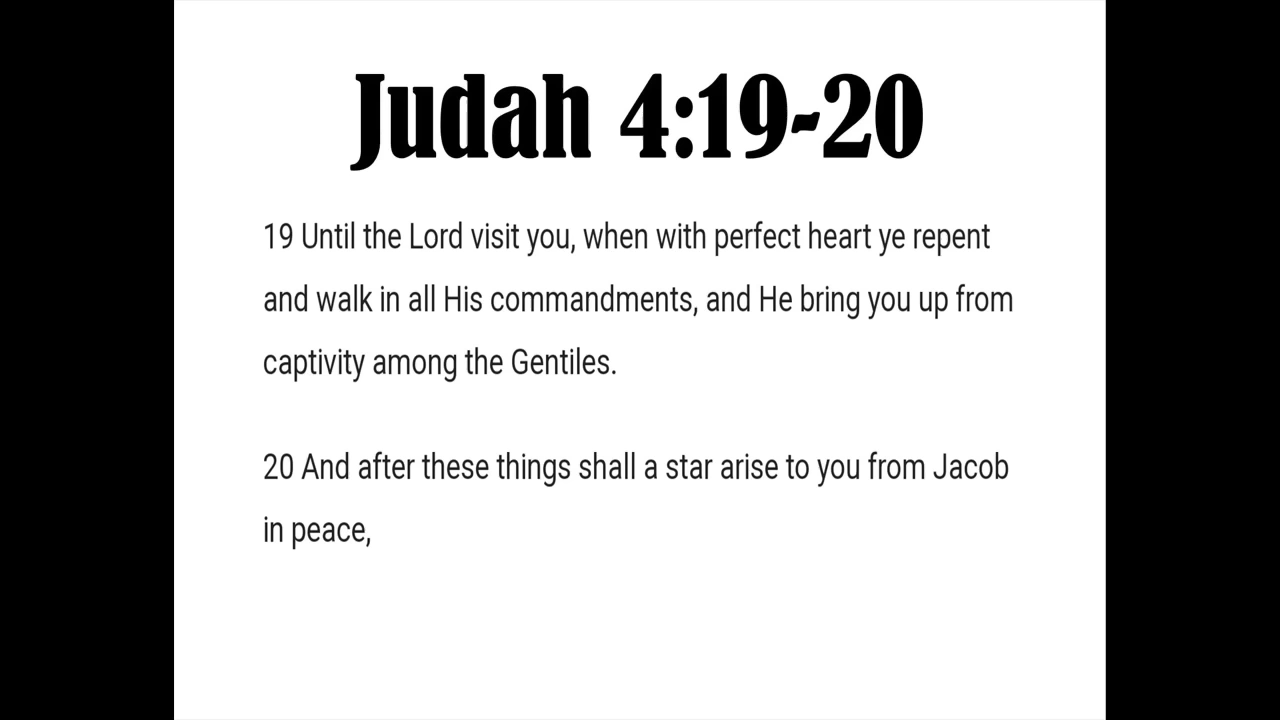 Judah 4:19-20
19 Until the Lord visit you, when with perfect heart ye repent
and walk in all His commandments, and He bring you up from
captivity among the Gentiles.
20 And after these things shall a star arise to you from Jacob
in peace,